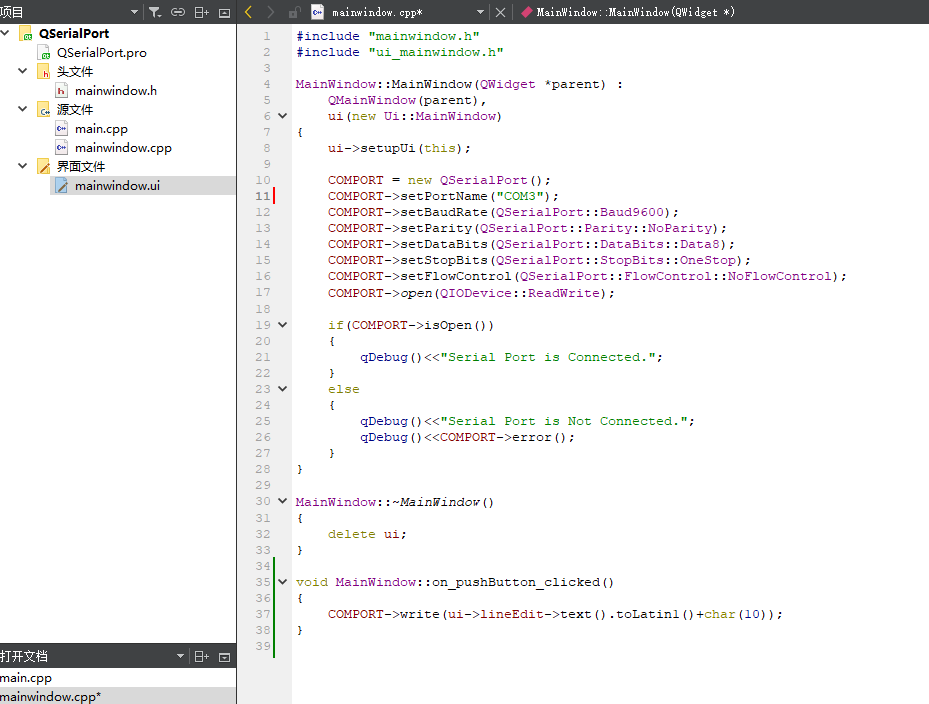 项目
QSerialPort
QSerialPort.pro
头文件
mainwindow.h
源文件
main.cpp
mainwindow.cpp
界面文件
mainwindow.ui
打开文档
main.cpp
mainwindow.cpp*
mainwindow.cpp*
MainWindow::MainWindow(QWidget *)
1 #include "mainwindow.h"
2 #include "ui_mainwindow.h"
3
4 MainWindow::MainWindow(QWidget *parent) :
5     QMainWindow(parent),
6     ui(new Ui::MainWindow)
7 {
8     ui->setupUi(this);
9
10     COMPORT = new QSerialPort();
11     COMPORT->setPortName("COM3");
12     COMPORT->setBaudRate(QSerialPort::Baud9600);
13     COMPORT->setParity(QSerialPort::Parity::NoParity);
14     COMPORT->setDataBits(QSerialPort::DataBits::Data8);
15     COMPORT->setStopBits(QSerialPort::StopBits::OneStop);
16     COMPORT->setFlowControl(QSerialPort::FlowControl::NoFlowControl);
17     COMPORT->open(QIODevice::ReadWrite);
18
19     if(COMPORT->isOpen())
20     {
21         qDebug()<<"Serial Port is Connected.";
22     }
23     else
24     {
25         qDebug()<<"Serial Port is Not Connected.";
26         qDebug()<<COMPORT->error();
27     }
28 }
29
30 MainWindow::~MainWindow()
31 {
32     delete ui;
33 }
34
35 void MainWindow::on_pushButton_clicked()
36 {
37     COMPORT->write(ui->lineEdit->text().toLatin1()+char(10));
38 }
39